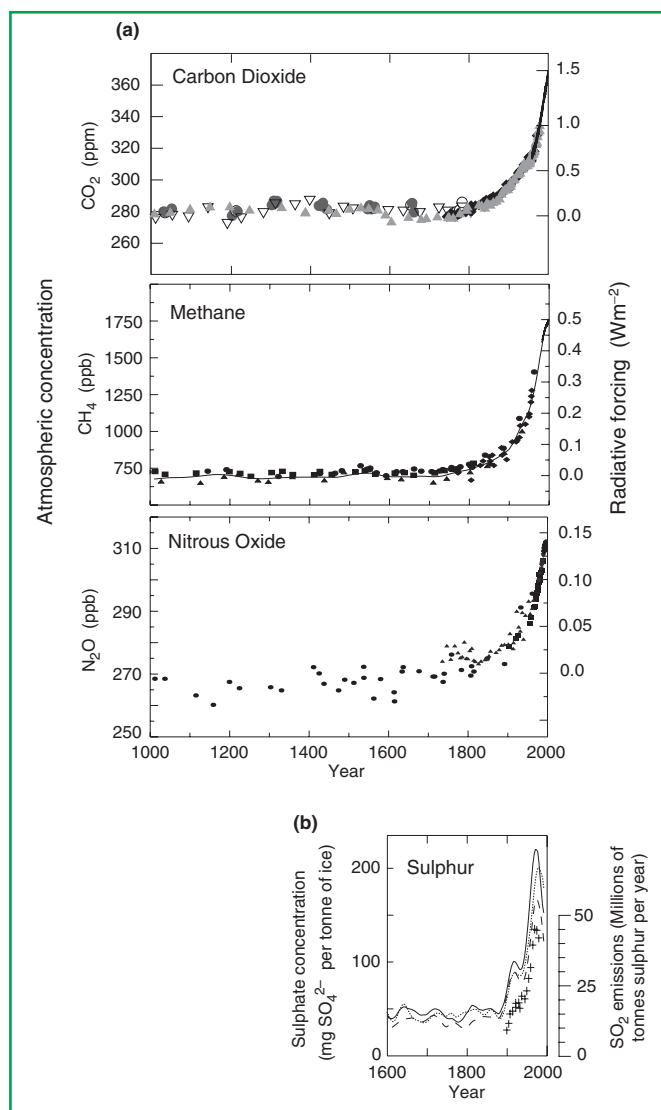 (a)
Carbon Dioxide
360
340
320
300
280
260
CO₂ (ppm)
1.5
1.0
0.5
0.0
Methane
1750
1500
1250
1000
750
CH₄ (ppb)
0.5
0.4
0.3
0.2
0.1
0.0
Atmospheric concentration
Radiative forcing (Wm⁻²)
Nitrous Oxide
310
290
270
250
N₂O (ppb)
0.15
0.10
0.05
0.0
1000 1200 1400 1600 1800 2000
Year
(b)
Sulphur
200
100
0
Sulphate concentration
(mg SO₄²⁻ per tonne of ice)
50
25
0
SO₂ emissions (Millions of
tonnes sulphur per year)
1600 1800 2000
Year